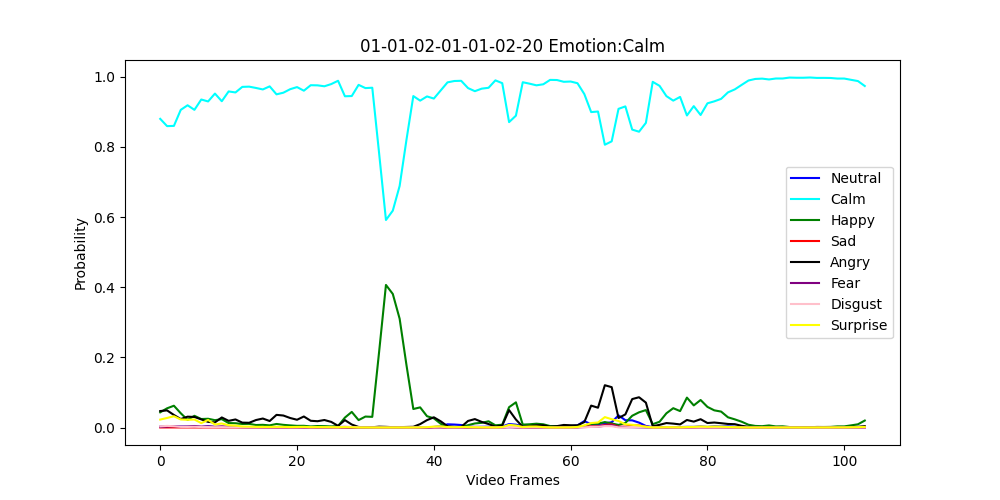 01-01-02-01-01-02-20 Emotion:Calm
1.0
0.8
0.6
0.4
0.2
0.0
Probability
0
20
40
60
80
100
Video Frames
Neutral
Calm
Happy
Sad
Angry
Fear
Disgust
Surprise